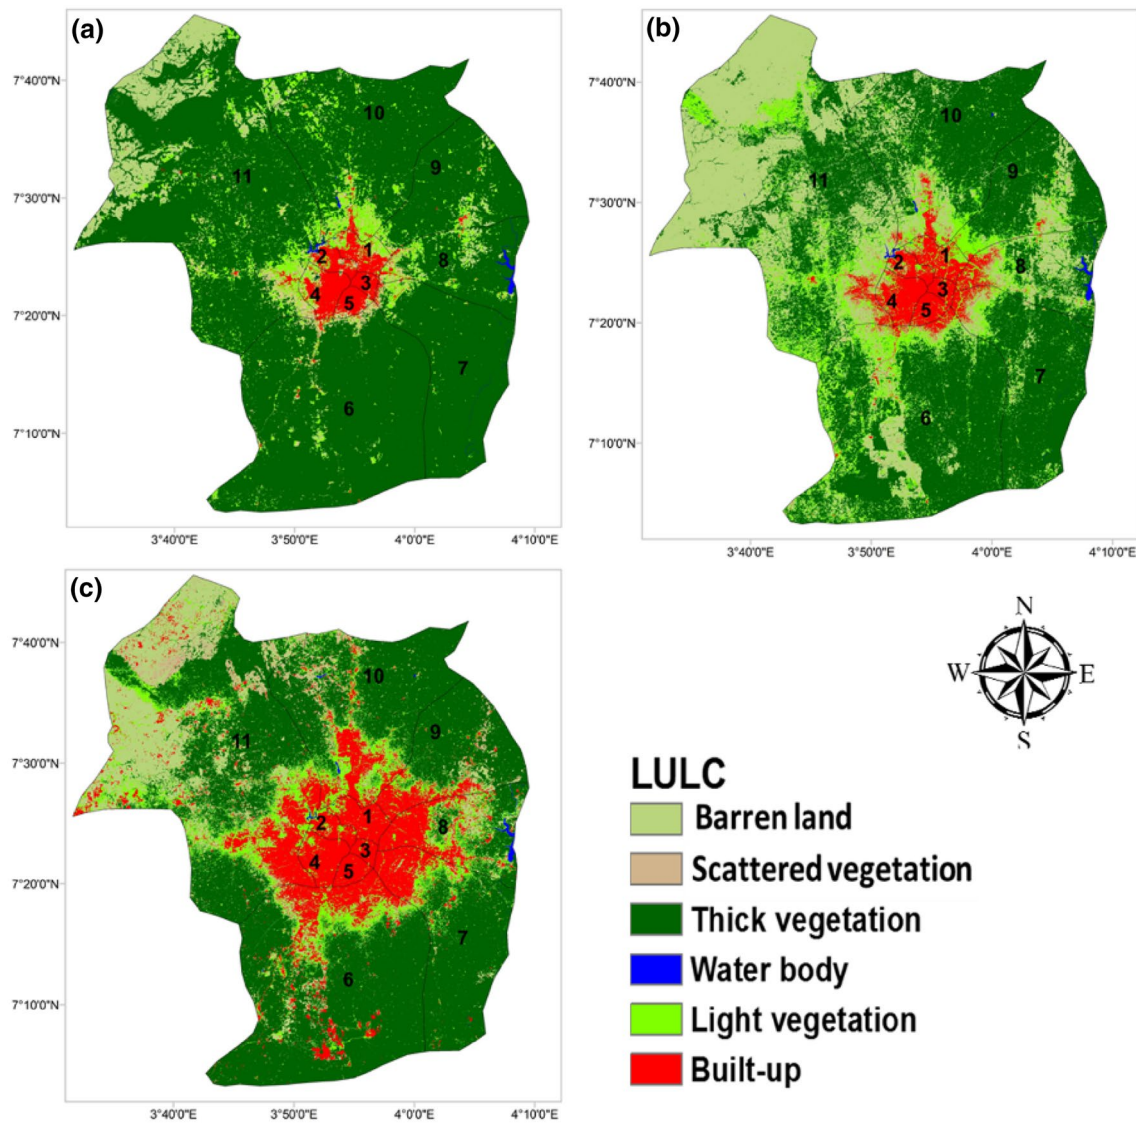 (a)
7°40'0"N
7°30'0"N
7°20'0"N
7°10'0"N
10
9
11
1
2
8
3
4
5
7
6
3°40'0"E 3°50'0"E 4°0'0"E 4°10'0"E
(b)
7°40'0"N
7°30'0"N
7°20'0"N
7°10'0"N
10
9
11
1
2
8
3
4
5
7
6
3°40'0"E 3°50'0"E 4°0'0"E 4°10'0"E
(c)
7°40'0"N
7°30'0"N
7°20'0"N
7°10'0"N
10
9
11
1
2
8
3
4
5
7
6
3°40'0"E 3°50'0"E 4°0'0"E 4°10'0"E
N
W E
S
LULC
Barren land
Scattered vegetation
Thick vegetation
Water body
Light vegetation
Built-up